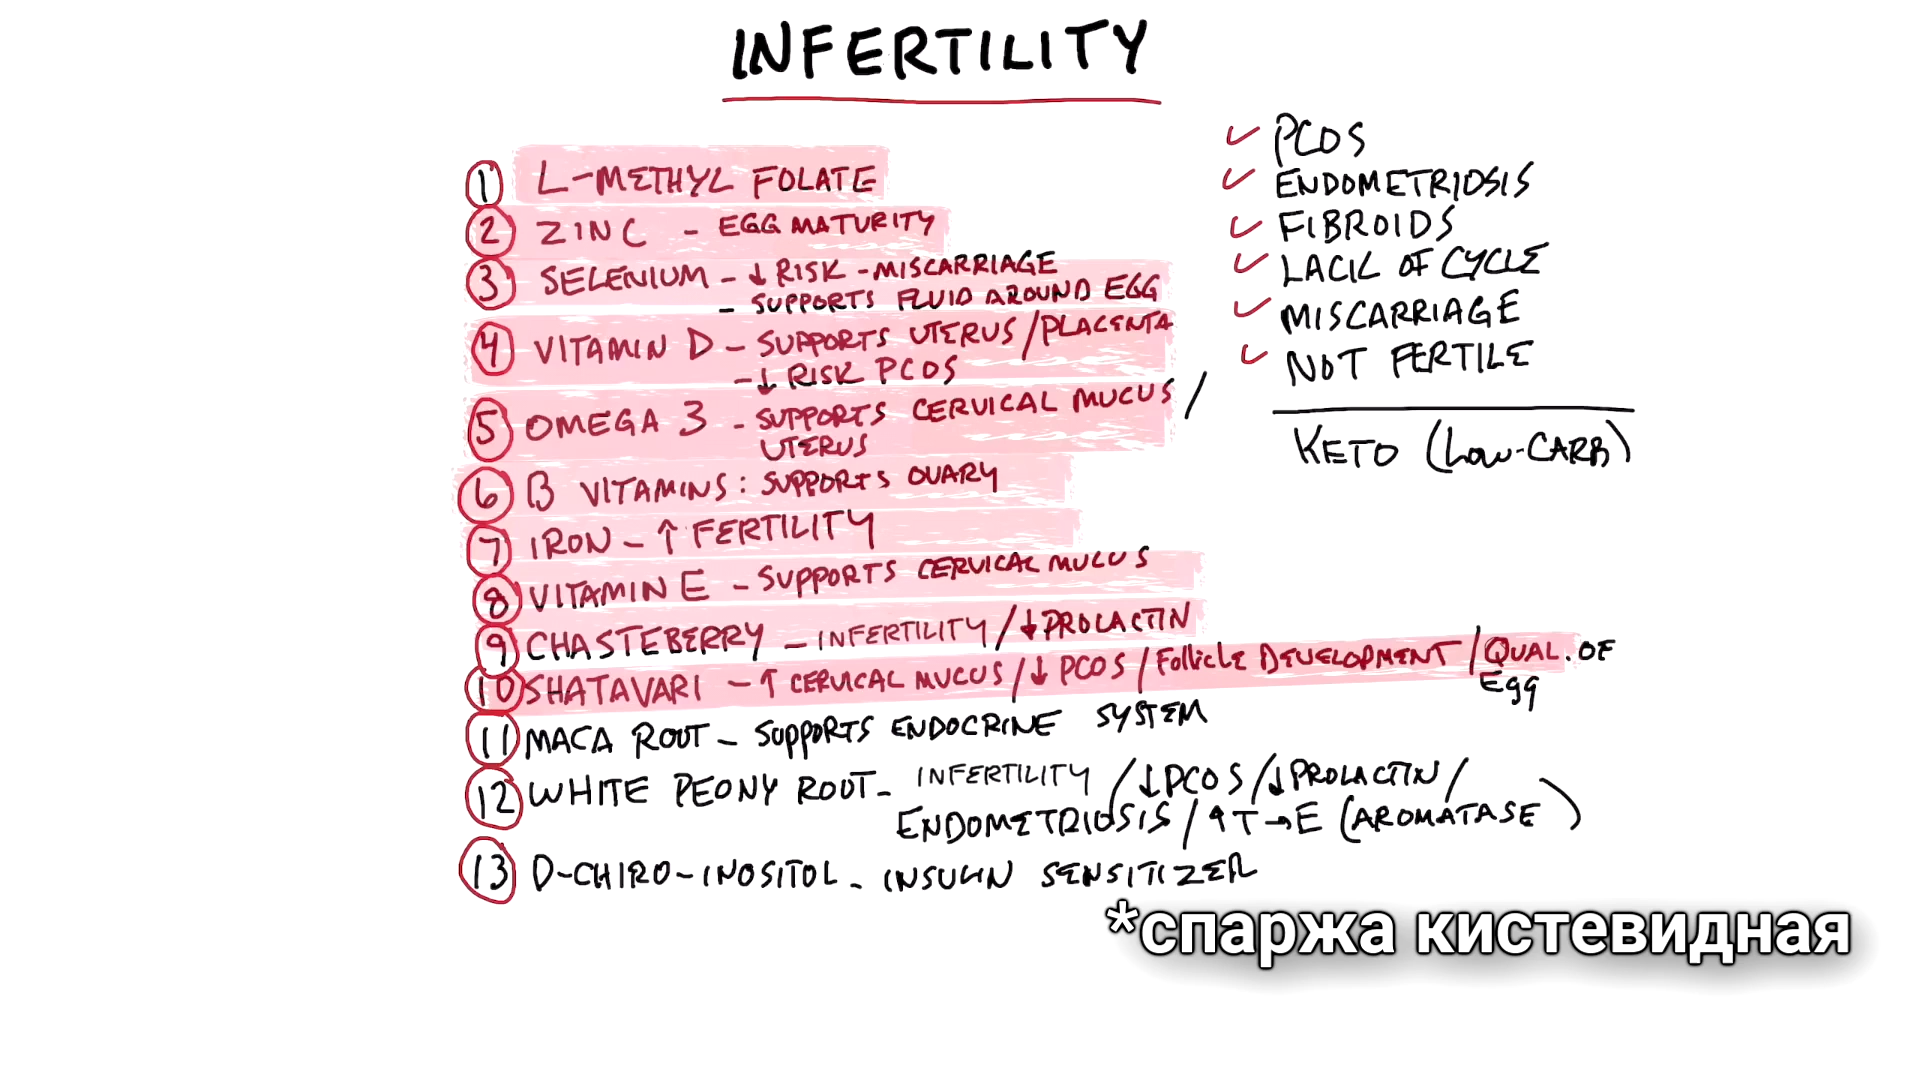 INFERTILITY
1 L-METHYL FOLATE
2 ZINC - EGG MATURITY
3 SELENIUM - ↓ RISK - MISCARRIAGE
- SUPPORTS FLUID AROUND EGG
4 VITAMIN D - SUPPORTS UTERUS / PLACENTA
- ↓ RISK PCOS
5 OMEGA 3 - SUPPORTS CERVICAL MUCUS /
UTERUS
6 B VITAMINS: SUPPORTS OVARY
7 IRON - ↑ FERTILITY
8 VITAMIN E - SUPPORTS CERVICAL MUCUS
9 CHASTEBERRY - INFERTILITY / ↓ PROLACTIN
10 SHATAVARI - ↑ CERVICAL MUCUS / ↓ PCOS / FOLLICLE DEVELOPMENT / QUAL. OF
Egg
11 MACA ROOT - SUPPORTS ENDOCRINE SYSTEM
12 WHITE PEONY ROOT - INFERTILITY / ↓ PCOS / ↓ PROLACTIN /
ENDOMETRIOSIS / ↑ T → E (AROMATASE)
13 D-CHIRO-INOSITOL - INSULIN SENSITIZER
✓ PCOS
✓ ENDOMETRIOSIS
✓ FIBROIDS
✓ LACK OF CYCLE
✓ MISCARRIAGE
✓ NOT FERTILE
KETO (LOW-CARB)
*спаржа кистевидная